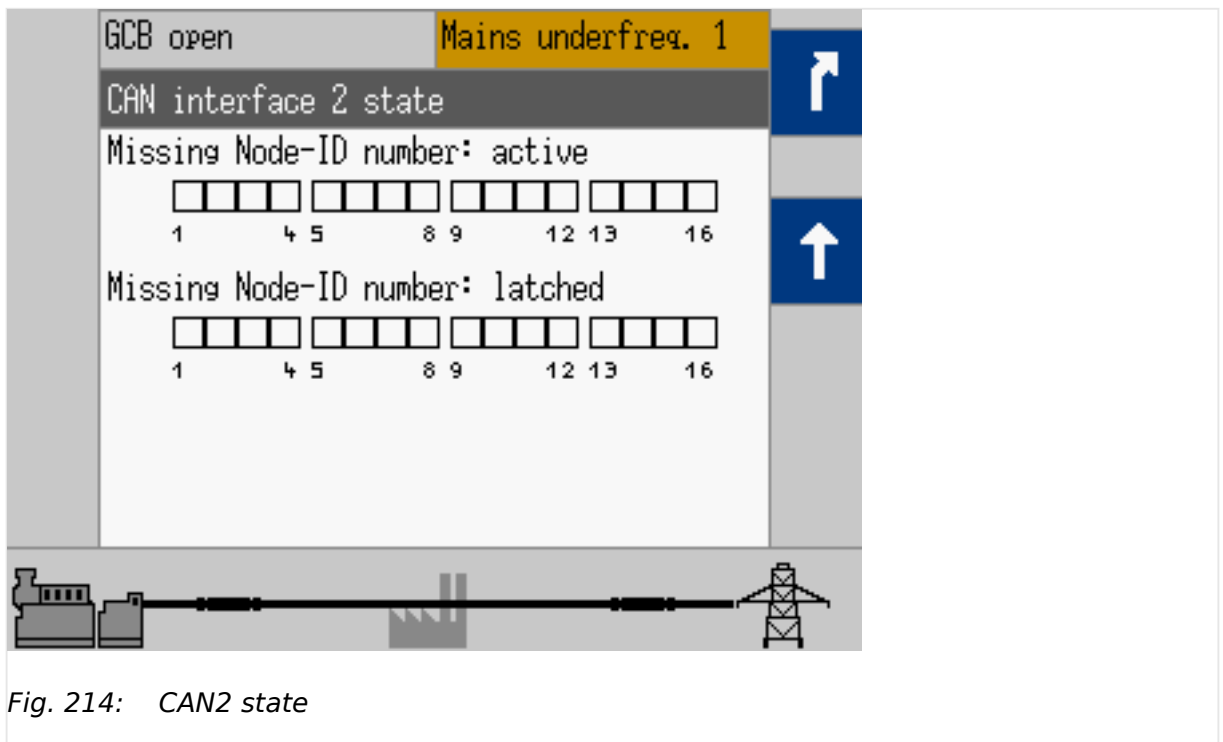 GCB open Mains underfreq. 1
CAN interface 2 state
Missing Node-ID number: active
1 4 5 8 9 12 13 16
Missing Node-ID number: latched
1 4 5 8 9 12 13 16
Fig. 214: CAN2 state